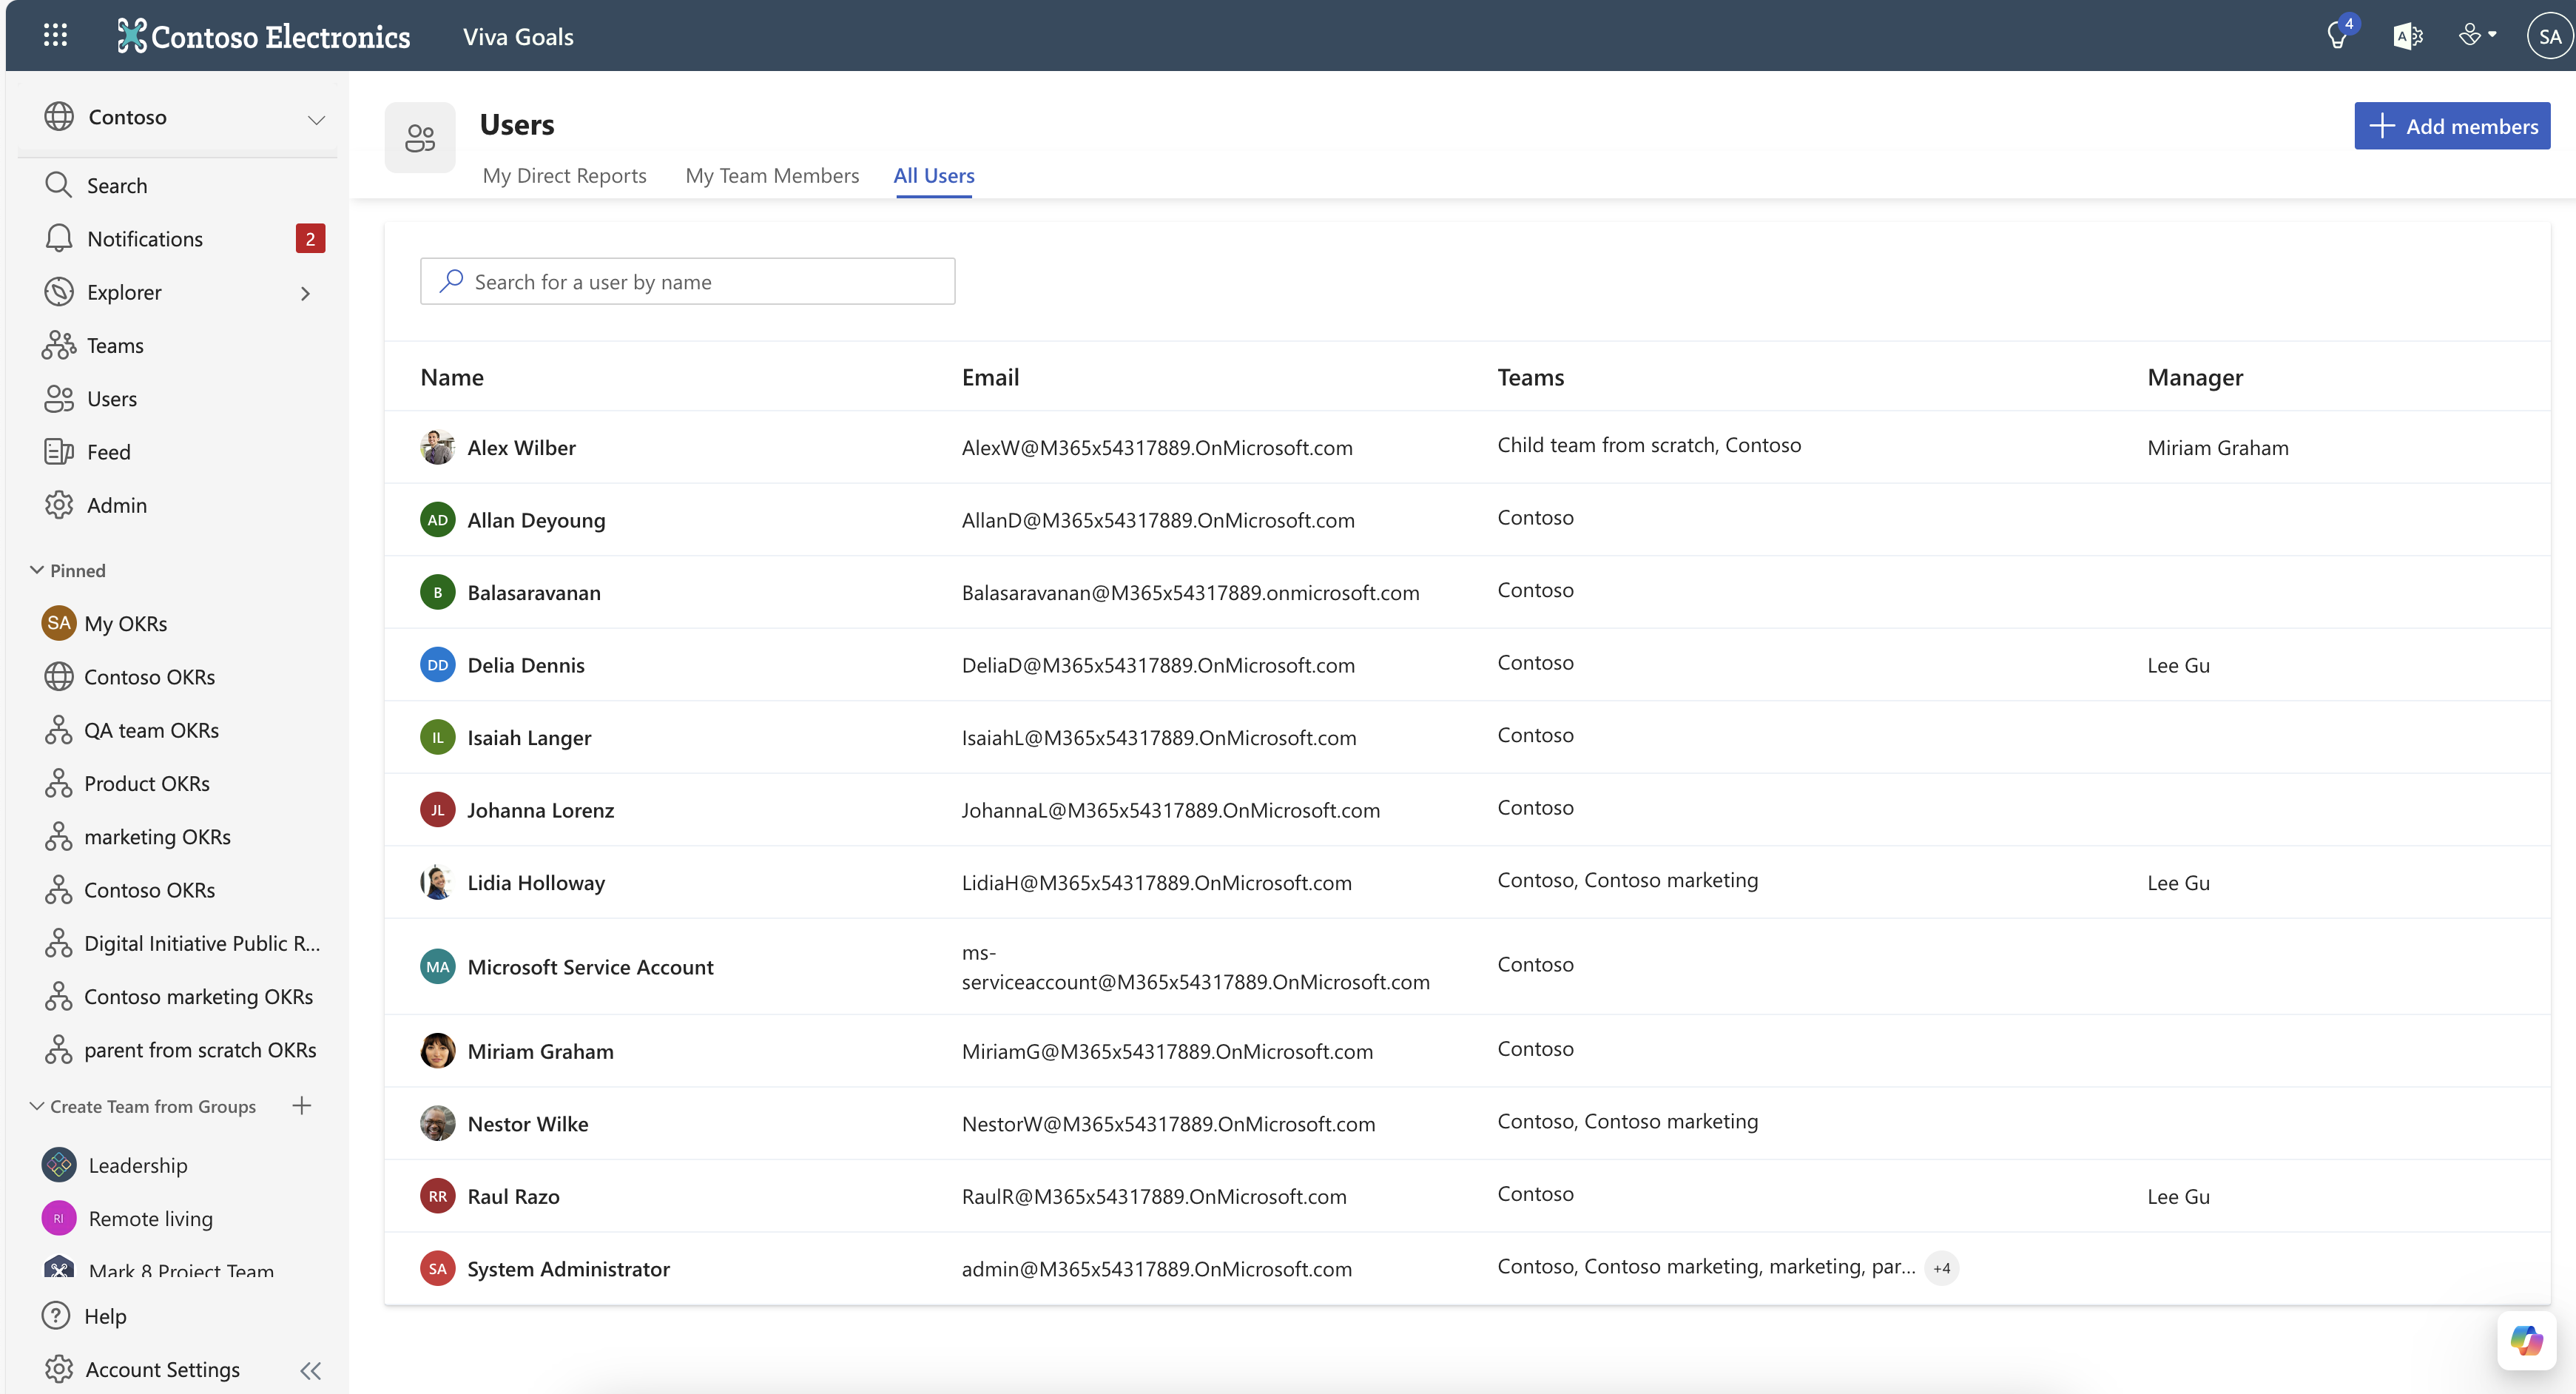 Contoso Electronics
Viva Goals
4
A
SA
Contoso
Search
Notifications
2
Explorer
Teams
Users
Feed
Admin
Pinned
SA My OKRs
Contoso OKRs
QA team OKRs
Product OKRs
marketing OKRs
Contoso OKRs
Digital Initiative Public R...
Contoso marketing OKRs
parent from scratch OKRs
Create Team from Groups
Leadership
RI Remote living
Mark 8 Project Team
Help
Account Settings
Users
Add members
My Direct Reports My Team Members All Users
Search for a user by name
Name Email Teams Manager
Alex Wilber AlexW@M365x54317889.OnMicrosoft.com Child team from scratch, Contoso Miriam Graham
AD Allan Deyoung AllanD@M365x54317889.OnMicrosoft.com Contoso
B Balasaravanan Balasaravanan@M365x54317889.onmicrosoft.com Contoso
DD Delia Dennis DeliaD@M365x54317889.OnMicrosoft.com Contoso Lee Gu
IL Isaiah Langer IsaiahL@M365x54317889.OnMicrosoft.com Contoso
JL Johanna Lorenz JohannaL@M365x54317889.OnMicrosoft.com Contoso
Lidia Holloway LidiaH@M365x54317889.OnMicrosoft.com Contoso, Contoso marketing Lee Gu
MA Microsoft Service Account ms-
serviceaccount@M365x54317889.OnMicrosoft.com Contoso
Miriam Graham MiriamG@M365x54317889.OnMicrosoft.com Contoso
Nestor Wilke NestorW@M365x54317889.OnMicrosoft.com Contoso, Contoso marketing
RR Raul Razo RaulR@M365x54317889.OnMicrosoft.com Contoso Lee Gu
SA System Administrator admin@M365x54317889.OnMicrosoft.com Contoso, Contoso marketing, marketing, par... +4